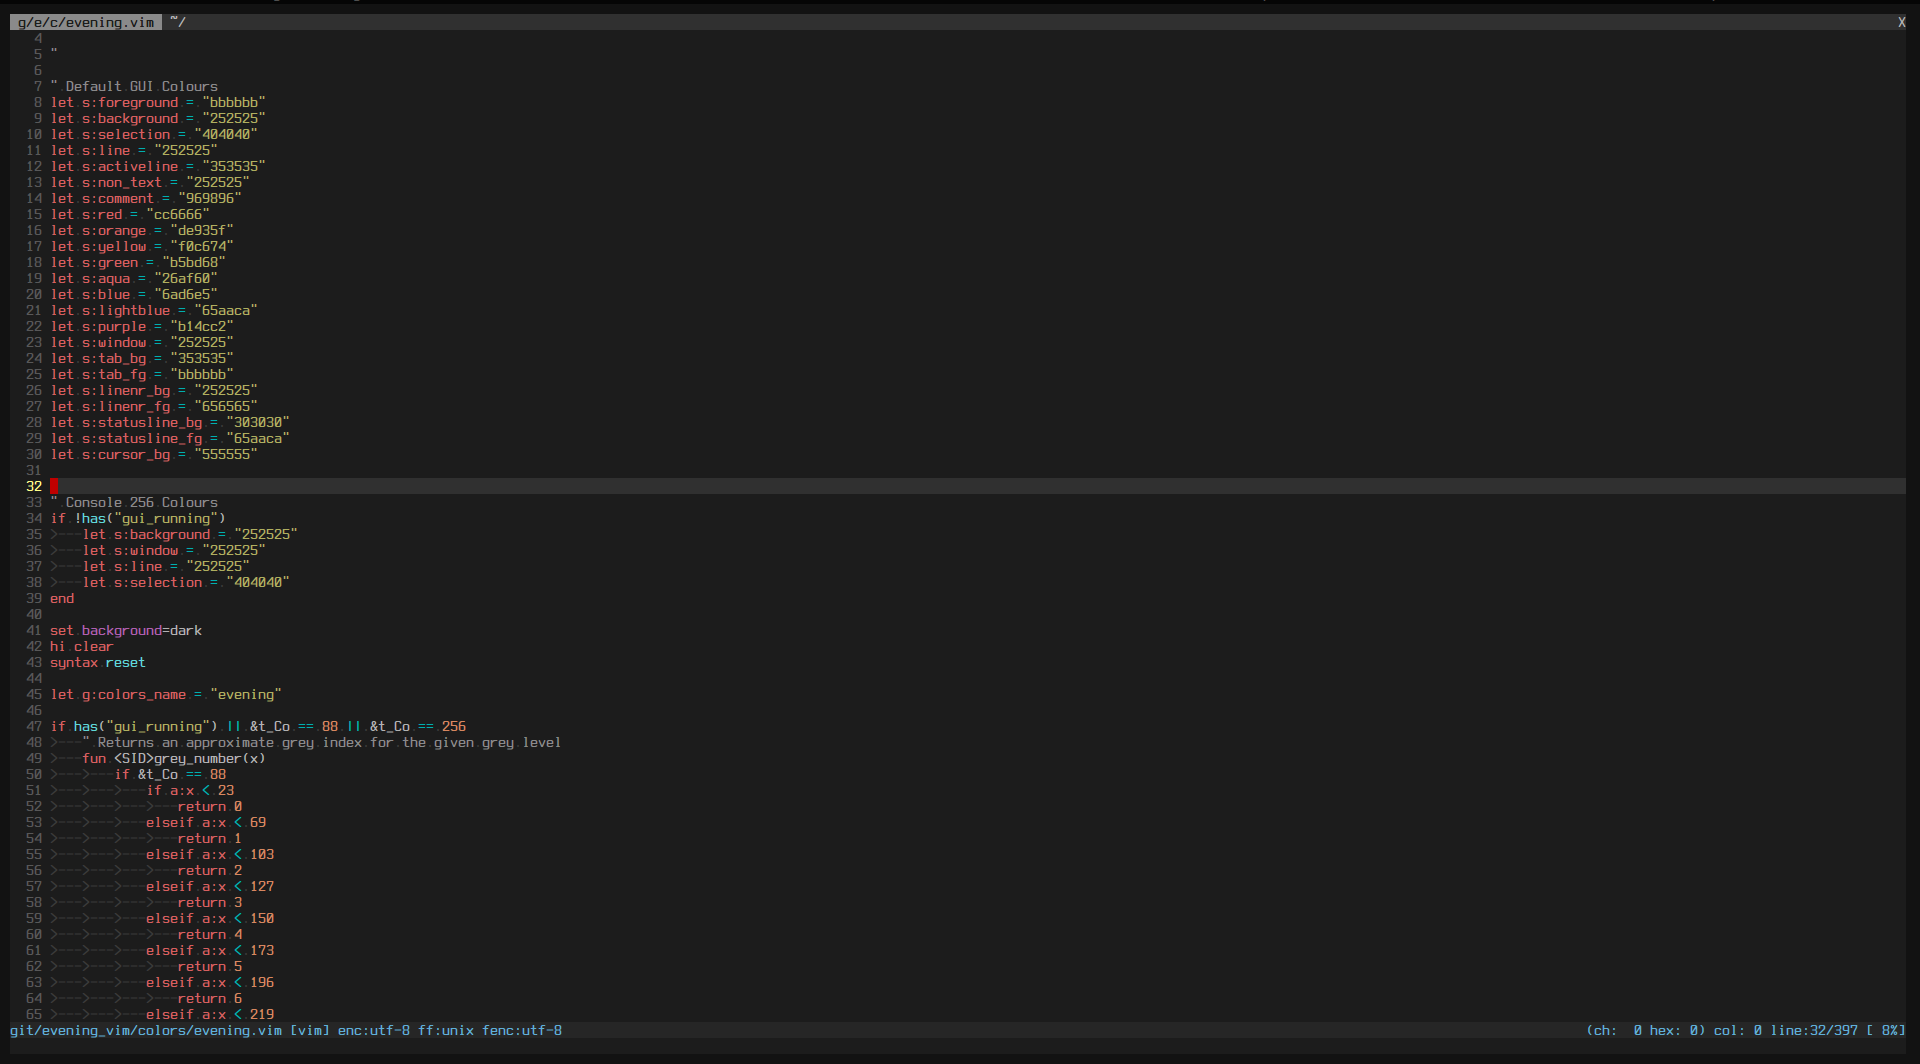 g/e/c/evening.vim ~/ X
4
5 "
6
7 " Default GUI Colours
8 let s:foreground = "bbbbbb"
9 let s:background = "252525"
10 let s:selection = "404040"
11 let s:line = "252525"
12 let s:activeline = "353535"
13 let s:non_text = "252525"
14 let s:comment = "969896"
15 let s:red = "cc6666"
16 let s:orange = "de935f"
17 let s:yellow = "f0c674"
18 let s:green = "b5bd68"
19 let s:aqua = "26af60"
20 let s:blue = "6ad6e5"
21 let s:lightblue = "65aaca"
22 let s:purple = "b14cc2"
23 let s:window = "252525"
24 let s:tab_bg = "353535"
25 let s:tab_fg = "bbbbbb"
26 let s:linenr_bg = "252525"
27 let s:linenr_fg = "656565"
28 let s:statusline_bg = "303030"
29 let s:statusline_fg = "65aaca"
30 let s:cursor_bg = "555555"
31
32
33 " Console 256 Colours
34 if !has("gui_running")
35 >---let s:background = "252525"
36 >---let s:window = "252525"
37 >---let s:line = "252525"
38 >---let s:selection = "404040"
39 end
40
41 set background=dark
42 hi clear
43 syntax reset
44
45 let g:colors_name = "evening"
46
47 if has("gui_running") || &t_Co == 88 || &t_Co == 256
48 >---" Returns an approximate grey index for the given grey level
49 >---fun <SID>grey_number(x)
50 >--->---if &t_Co == 88
51 >--->--->---if a:x < 23
52 >--->--->--->---return 0
53 >--->--->---elseif a:x < 69
54 >--->--->--->---return 1
55 >--->--->---elseif a:x < 103
56 >--->--->--->---return 2
57 >--->--->---elseif a:x < 127
58 >--->--->--->---return 3
59 >--->--->---elseif a:x < 150
60 >--->--->--->---return 4
61 >--->--->---elseif a:x < 173
62 >--->--->--->---return 5
63 >--->--->---elseif a:x < 196
64 >--->--->--->---return 6
65 >--->--->---elseif a:x < 219
git/evening_vim/colors/evening.vim [vim] enc:utf-8 ff:unix fenc:utf-8 (ch:  0 hex: 0) col: 0 line:32/397 [ 8%]